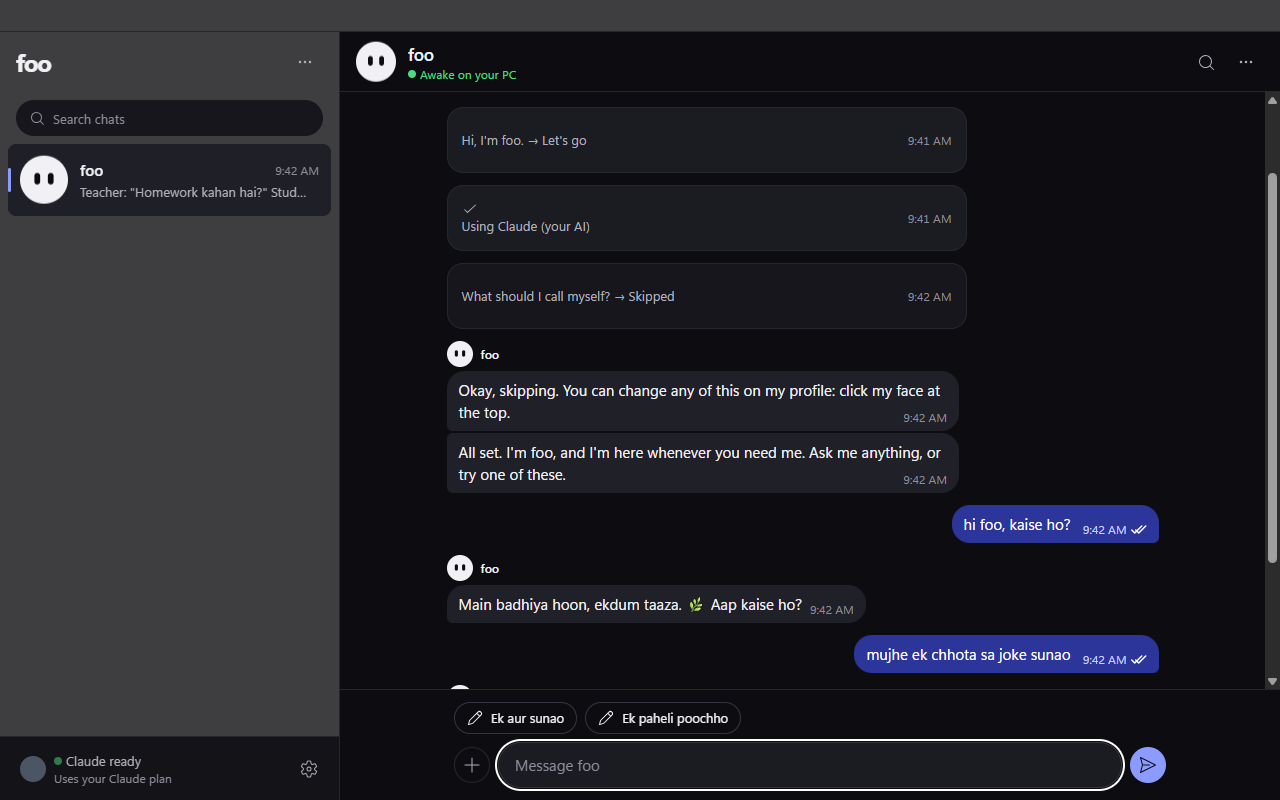 foo
Search chats
foo
9:42 AM
Teacher: "Homework kahan hai?" Stud...
Claude ready
Uses your Claude plan
foo
Awake on your PC
Hi, I'm foo. → Let's go
9:41 AM
Using Claude (your AI)
9:41 AM
What should I call myself? → Skipped
9:42 AM
foo
Okay, skipping. You can change any of this on my profile: click my face at
the top.
9:42 AM
All set. I'm foo, and I'm here whenever you need me. Ask me anything, or
try one of these.
9:42 AM
hi foo, kaise ho?
9:42 AM
foo
Main badhiya hoon, ekdum taaza. 🌿 Aap kaise ho?
9:42 AM
mujhe ek chhota sa joke sunao
9:42 AM
Ek aur sunao
Ek paheli poochho
Message foo